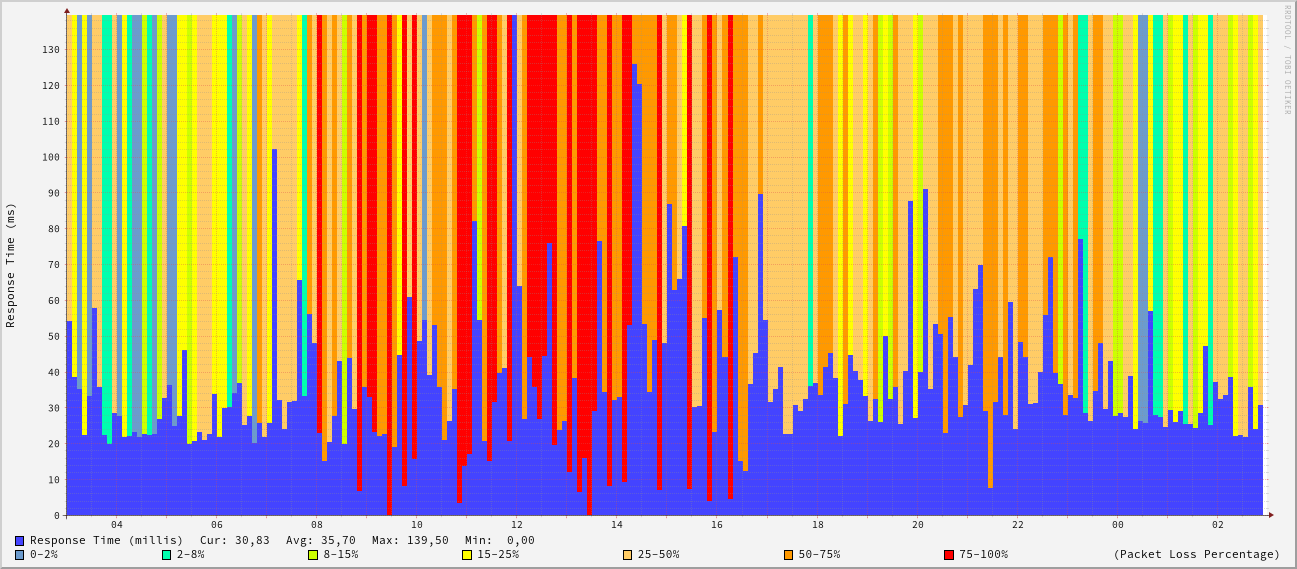 RRDTOOL / TOBI OETIKER
Response Time (ms)
130
120
110
100
90
80
70
60
50
40
30
20
10
0
04 06 08 10 12 14 16 18 20 22 00 02
Response Time (millis) Cur: 30,83 Avg: 35,70 Max: 139,50 Min: 0,00
0-2% 2-8% 8-15% 15-25% 25-50% 50-75% 75-100% (Packet Loss Percentage)